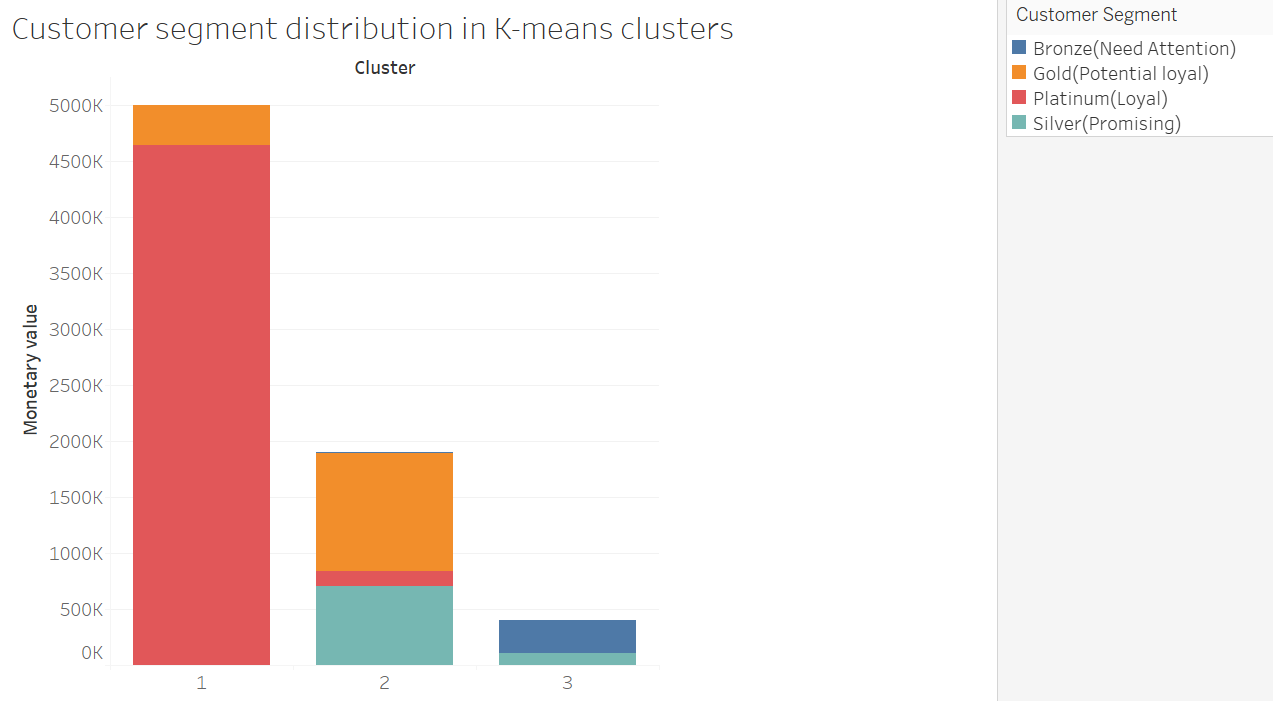 Customer segment distribution in K-means clusters
Cluster
Monetary value
5000K
4500K
4000K
3500K
3000K
2500K
2000K
1500K
1000K
500K
0K
1
2
3
Customer Segment
Bronze(Need Attention)
Gold(Potential loyal)
Platinum(Loyal)
Silver(Promising)